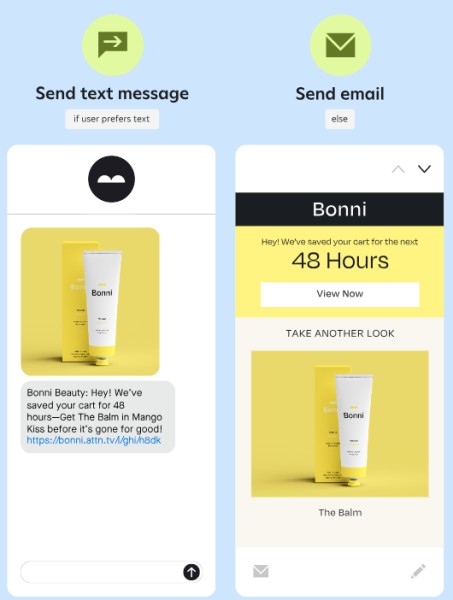 Send text message
if user prefers text
Send email
else
Bonni
Bonni Beauty: Hey! We've
saved your cart for 48
hours—Get The Balm in Mango
Kiss before it's gone for good!
https://bonni.attn.tv/l/ghi/h8dk
Bonni
Hey! We've saved your cart for the next
48 Hours
View Now
TAKE ANOTHER LOOK
Bonni
The Balm